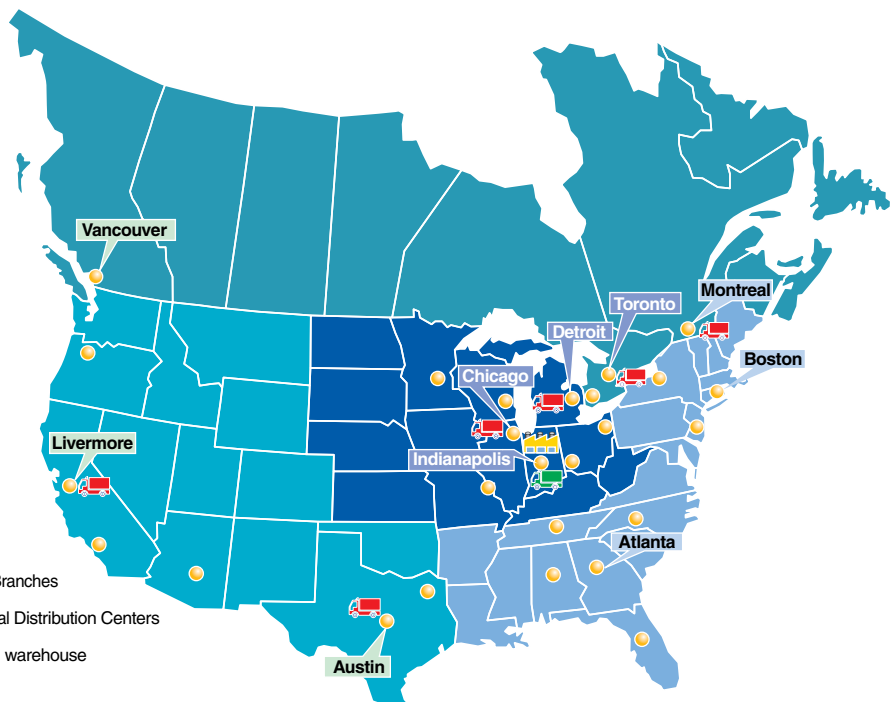 Vancouver
Montreal
Toronto
Detroit
Boston
Chicago
Livermore
Indianapolis
Atlanta
Branches
al Distribution Centers
warehouse
Austin